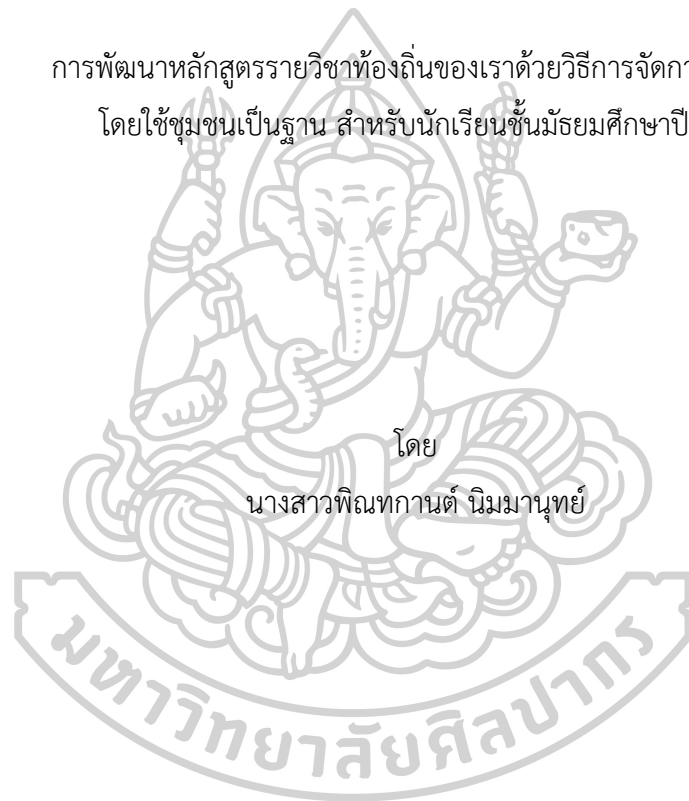 การพัฒนาหลักสูตรรายวิชาท้องถิ่นของเราด้วยวิธีการจัดกา
โดยใช้ชุมชนเป็นฐาน สำหรับนักเรียนชั้นมัธยมศึกษาปี
โดย
นางสาวพิณทกานต์ นิมมานุทย์
มหาวิทยาลัยศิลปากร